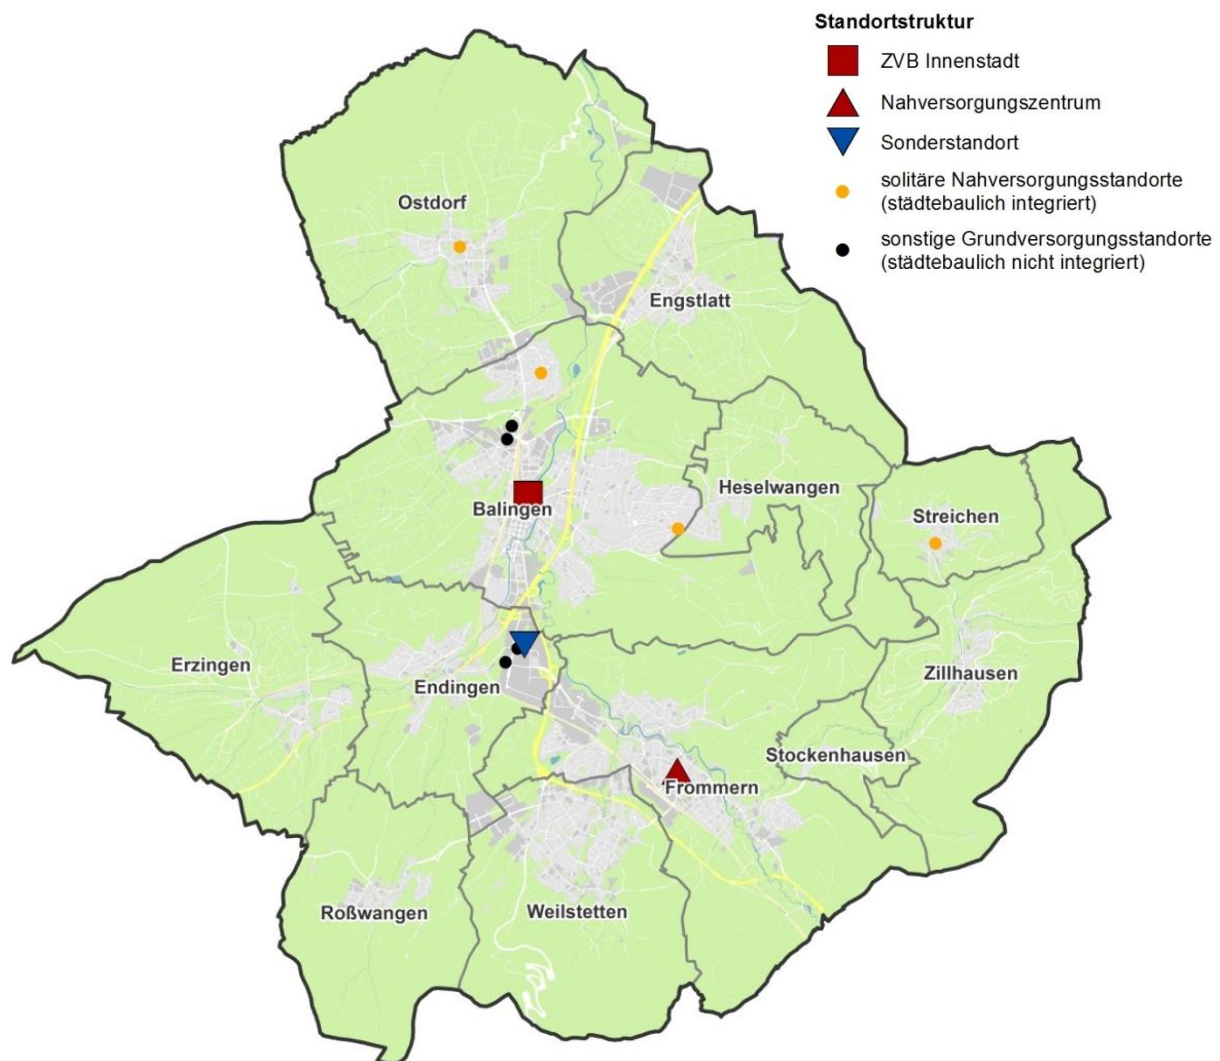 Standortstruktur
ZVB Innenstadt
Nahversorgungszentrum
Sonderstandort
solitäre Nahversorgungsstandorte
(städtebaulich integriert)
sonstige Grundversorgungsstandorte
(städtebaulich nicht integriert)
Ostdorf
Engstlatt
Heselwangen
Balingen
Streichen
Erzingen
Endingen
Zillhausen
Stockenhausen
Frommern
Roßwangen
Weilstetten